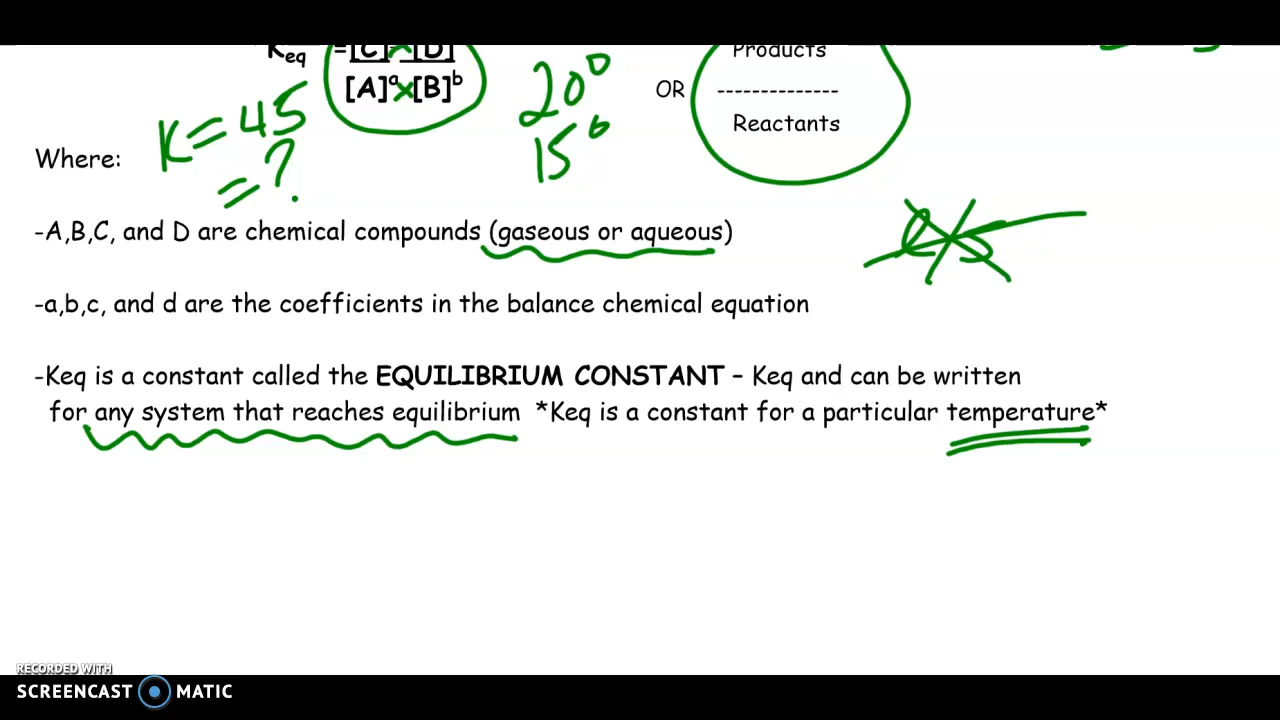 Keq = [C] x [D] Products
[A]ᵃ x [B]ᵇ 20° OR --------------
K = 45 15° Reactants
Where: = ?
-A,B,C, and D are chemical compounds (gaseous or aqueous)
-a,b,c, and d are the coefficients in the balance chemical equation
-Keq is a constant called the EQUILIBRIUM CONSTANT – Keq and can be written
for any system that reaches equilibrium *Keq is a constant for a particular temperature*
RECORDED WITH
SCREENCAST MATIC